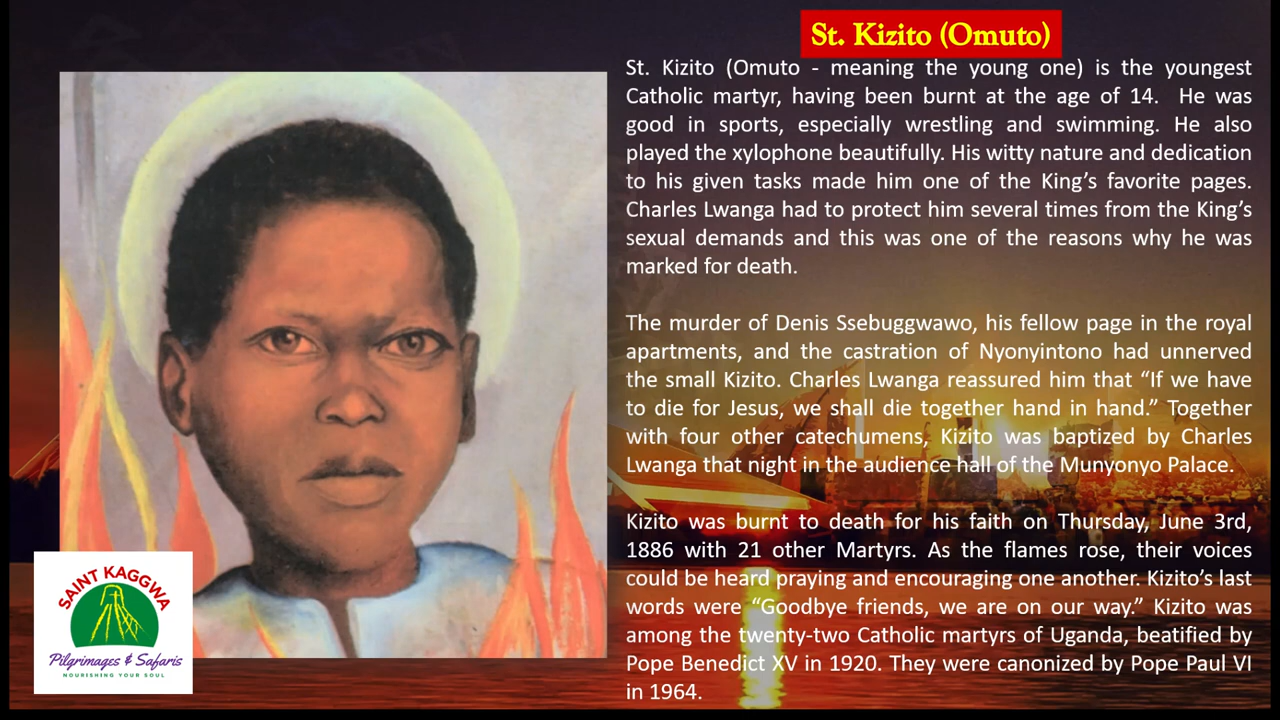 St. Kizito (Omuto)
St. Kizito (Omuto - meaning the young one) is the youngest
Catholic martyr, having been burnt at the age of 14. He was
good in sports, especially wrestling and swimming. He also
played the xylophone beautifully. His witty nature and dedication
to his given tasks made him one of the King's favorite pages.
Charles Lwanga had to protect him several times from the King's
sexual demands and this was one of the reasons why he was
marked for death.
The murder of Denis Ssebuggwawo, his fellow page in the royal
apartments, and the castration of Nyonyintono had unnerved
the small Kizito. Charles Lwanga reassured him that “If we have
to die for Jesus, we shall die together hand in hand.” Together
with four other catechumens, Kizito was baptized by Charles
Lwanga that night in the audience hall of the Munyonyo Palace.
Kizito was burnt to death for his faith on Thursday, June 3rd,
1886 with 21 other Martyrs. As the flames rose, their voices
could be heard praying and encouraging one another. Kizito's last
words were “Goodbye friends, we are on our way.” Kizito was
among the twenty-two Catholic martyrs of Uganda, beatified by
Pope Benedict XV in 1920. They were canonized by Pope Paul VI
in 1964.
SAINT KAGGWA
Pilgrimages & Safaris
NOURISHING YOUR SOUL